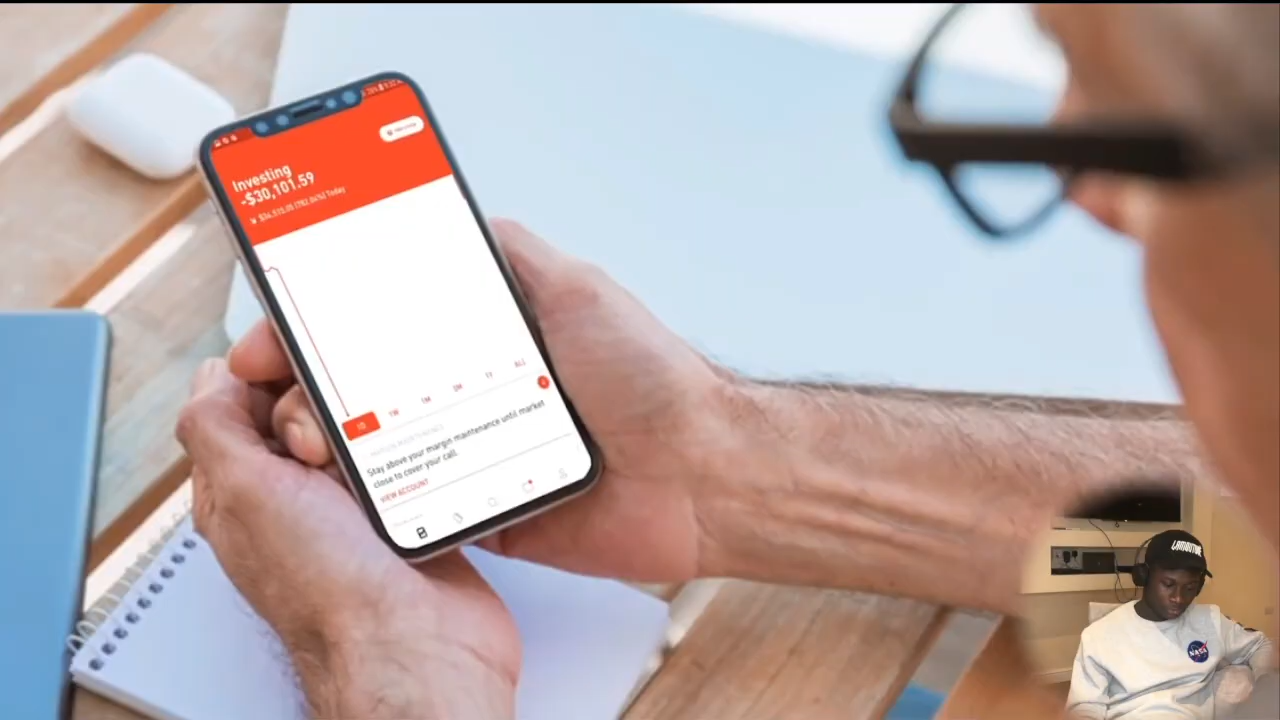 Investing
-$30,101.59
Today
1D
1W
1M
3M
1Y
ALL
Stay above your margin maintenance until market
close to cover your call.
VIEW ACCOUNT
NASA